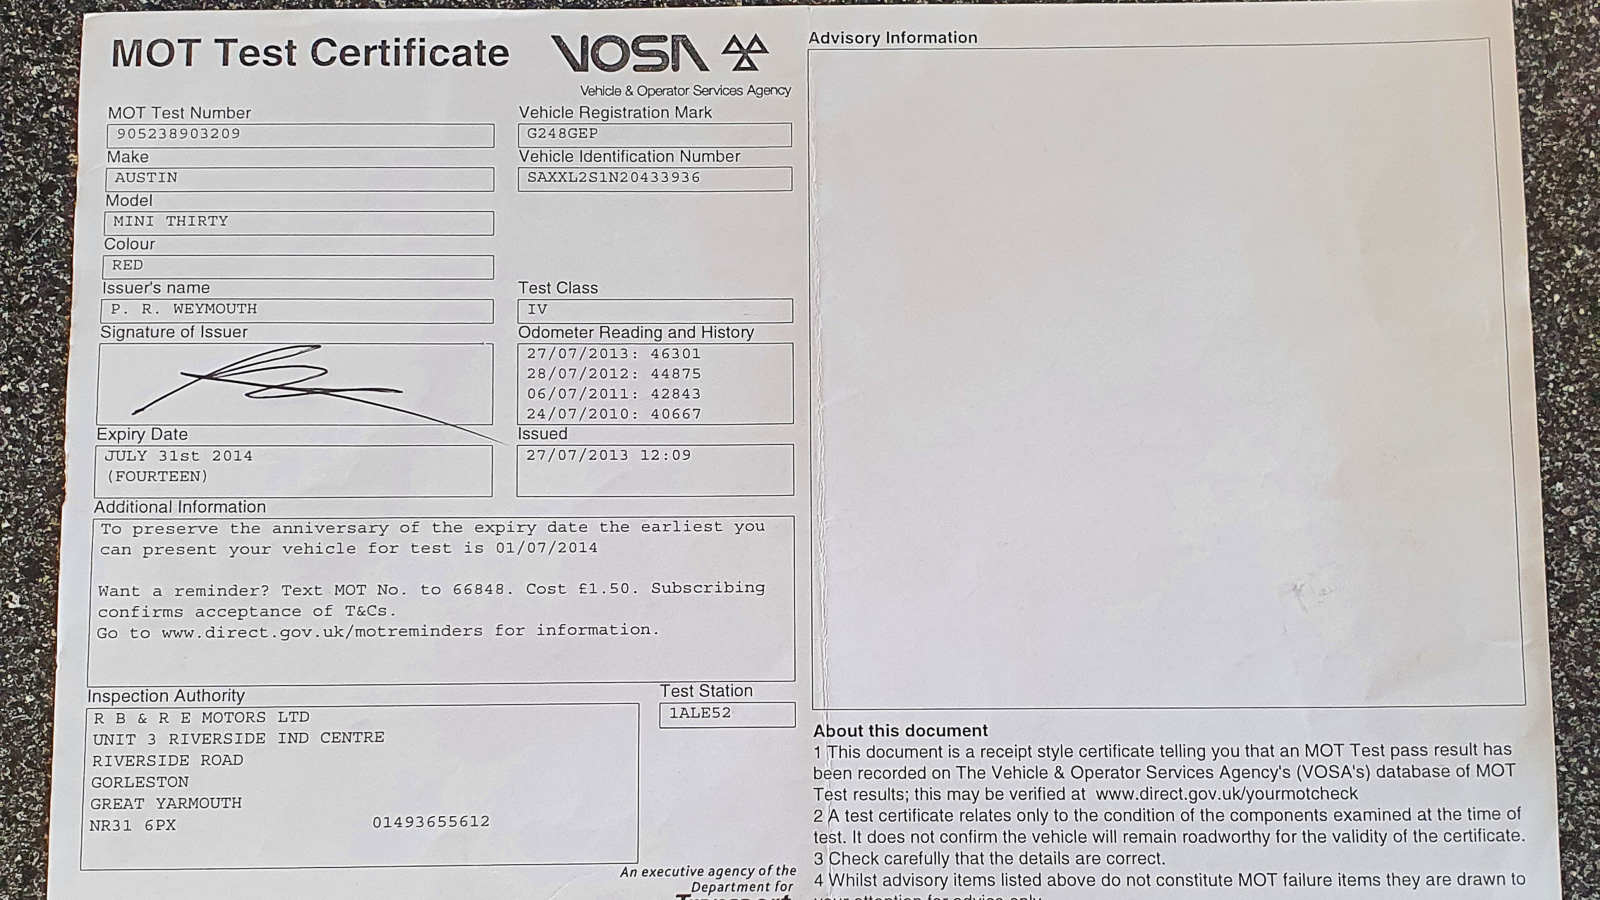 MOT Test Certificate
VOSA
Vehicle & Operator Services Agency
MOT Test Number
905238903209
Vehicle Registration Mark
G248GEP
Make
AUSTIN
Vehicle Identification Number
SAXXL2S1N20433936
Model
MINI THIRTY
Colour
RED
Issuer's name
P. R. WEYMOUTH
Test Class
IV
Signature of Issuer
Odometer Reading and History
27/07/2013: 46301
28/07/2012: 44875
06/07/2011: 42843
24/07/2010: 40667
Expiry Date
JULY 31st 2014
(FOURTEEN)
Issued
27/07/2013 12:09
Additional Information
To preserve the anniversary of the expiry date the earliest you
can present your vehicle for test is 01/07/2014
Want a reminder? Text MOT No. to 66848. Cost £1.50. Subscribing
confirms acceptance of T&Cs.
Go to www.direct.gov.uk/motreminders for information.
Inspection Authority
R B & R E MOTORS LTD
UNIT 3 RIVERSIDE IND CENTRE
RIVERSIDE ROAD
GORLESTON
GREAT YARMOUTH
NR31 6PX 01493655612
Test Station
1ALE52
An executive agency of the
Department for
Transport
Advisory Information
About this document
1 This document is a receipt style certificate telling you that an MOT Test pass result has
been recorded on The Vehicle & Operator Services Agency's (VOSA's) database of MOT
Test results; this may be verified at www.direct.gov.uk/yourmotcheck
2 A test certificate relates only to the condition of the components examined at the time of
test. It does not confirm the vehicle will remain roadworthy for the validity of the certificate.
3 Check carefully that the details are correct.
4 Whilst advisory items listed above do not constitute MOT failure items they are drawn to
your attention for advice only.